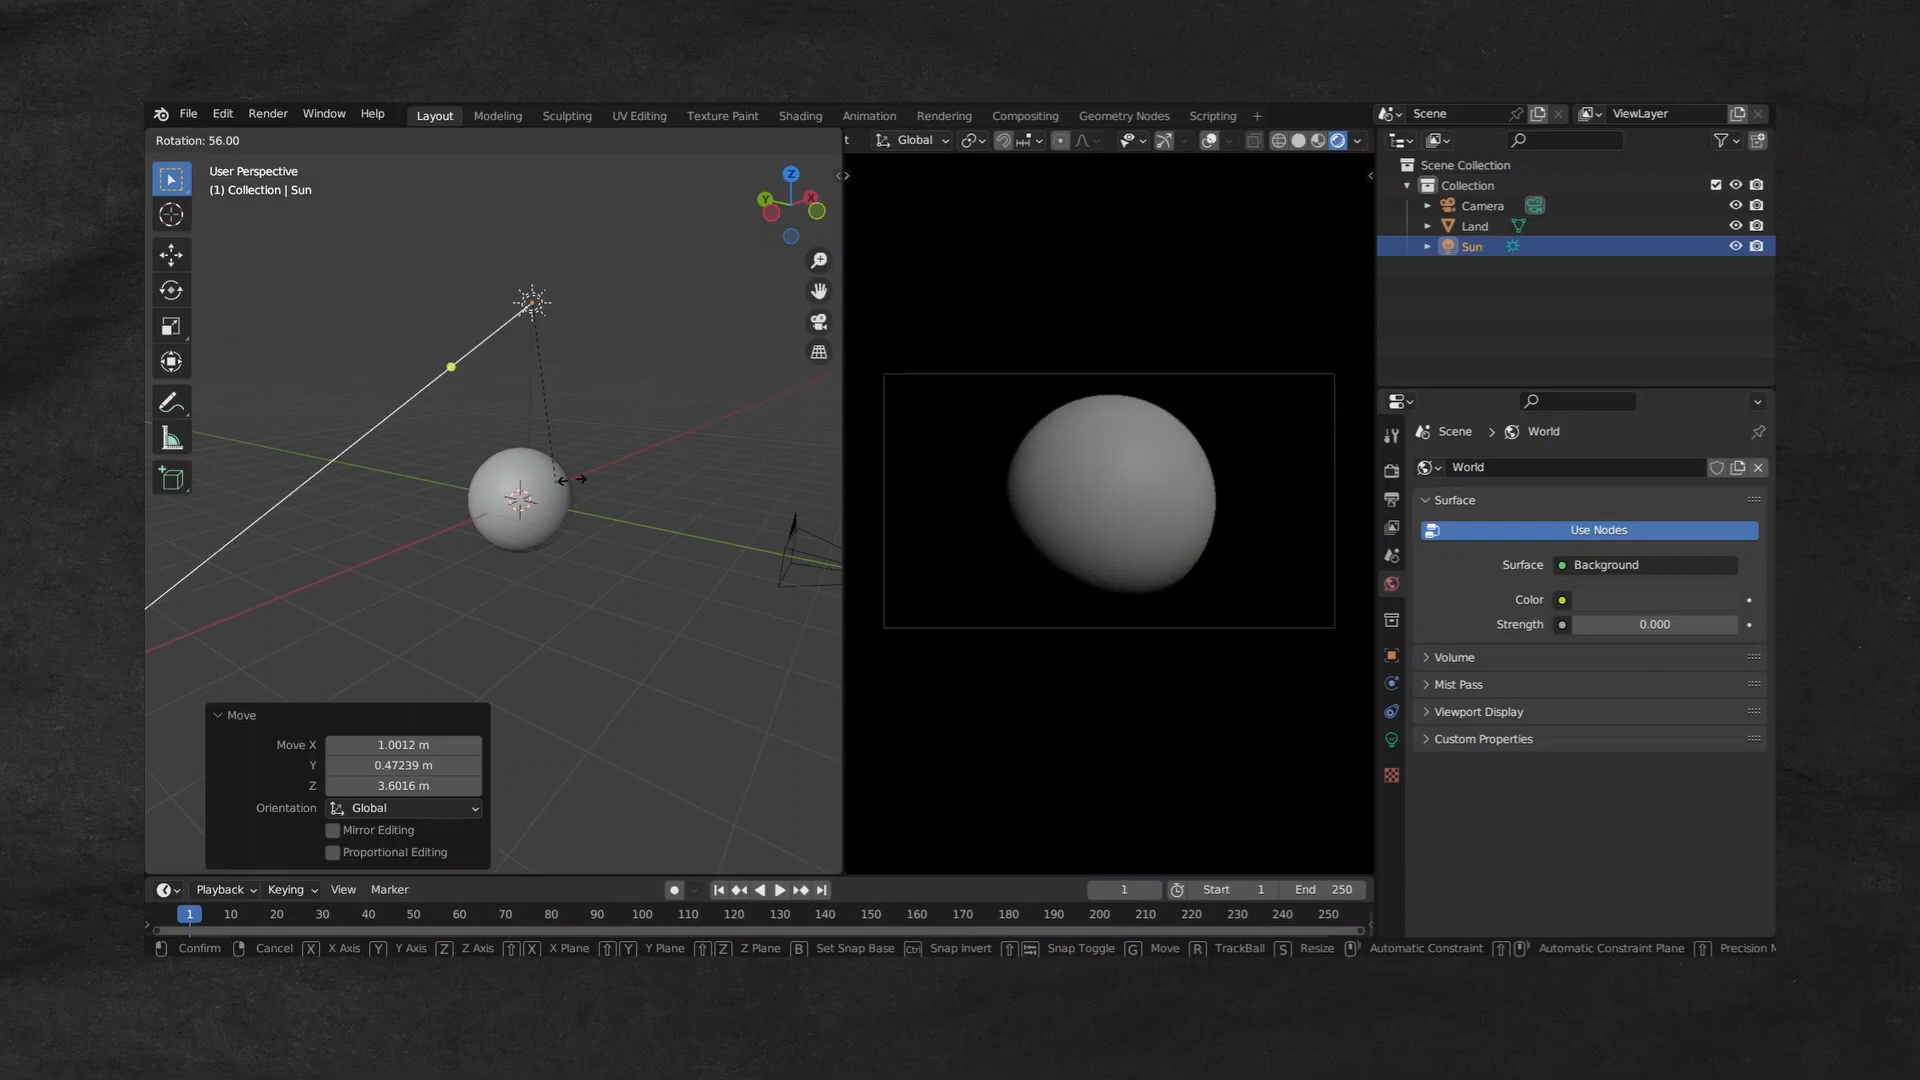 File Edit Render Window Help Layout Modeling Sculpting UV Editing Texture Paint Shading Animation Rendering Compositing Geometry Nodes Scripting + Scene ViewLayer
Rotation: 56.00
Global
User Perspective
(1) Collection | Sun
Z
Y
X
Scene Collection
Collection
Camera
Land
Sun
Scene > World
World
Surface
Use Nodes
Surface Background
Color
Strength 0.000
Volume
Mist Pass
Viewport Display
Custom Properties
Move
Move X 1.0012 m
Y 0.47239 m
Z 3.6016 m
Orientation Global
Mirror Editing
Proportional Editing
Playback Keying View Marker 1 Start 1 End 250
1 10 20 30 40 50 60 70 80 90 100 110 120 130 140 150 160 170 180 190 200 210 220 230 240 250
Confirm Cancel X X Axis Y Y Axis Z Z Axis X X Plane Y Y Plane Z Z Plane B Set Snap Base Ctrl Snap Invert Snap Toggle G Move R TrackBall S Resize Automatic Constraint Automatic Constraint Plane Precision M